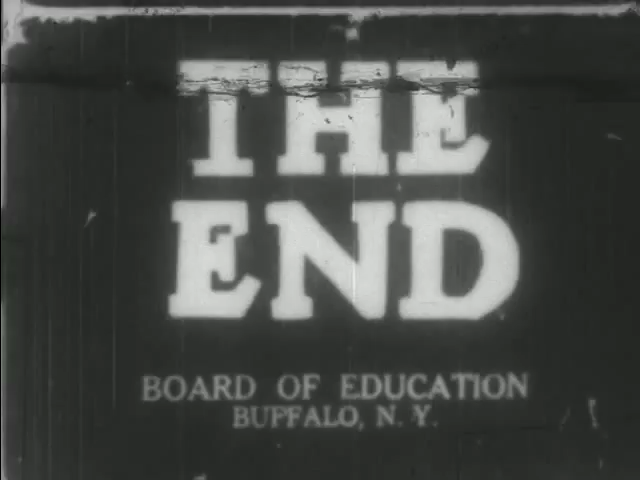 THE
END
BOARD OF EDUCATION
BUFFALO, N. Y.